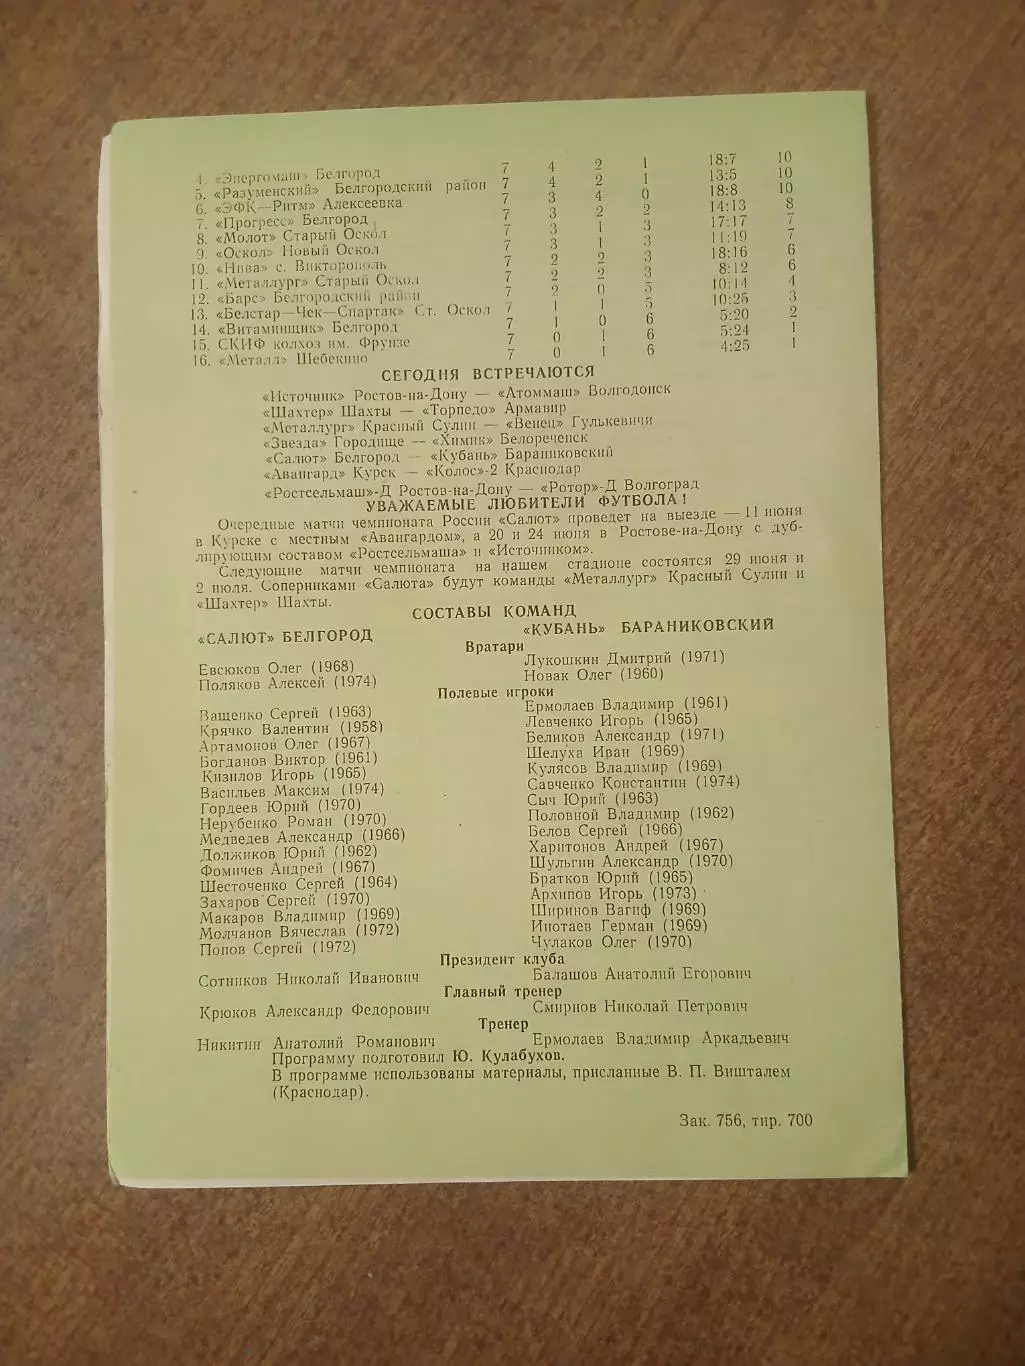 4. «Энергомаш» Белгород 7 4 2 1 18:7 10
5. «Разуменский» Белгородский район 7 4 2 1 13:5 10
6. «ЭФК—Ритм» Алексеевка 7 3 4 0 18:8 10
7. «Прогресс» Белгород 7 3 2 2 14:13 8
8. «Молот» Старый Оскол 7 3 1 3 17:17 7
9. «Оскол» Новый Оскол 7 3 1 3 11:19 7
10. «Нива» с. Викторополь 7 2 2 3 18:16 6
11. «Металлург» Старый Оскол 7 2 2 3 8:12 6
12. «Барс» Белгородский район 7 2 0 5 10:14 4
13. «Белстар—Чек—Спартак» Ст. Оскол 7 1 1 5 10:25 3
14. «Витаминщик» Белгород 7 1 0 6 5:20 2
15. СКИФ колхоз им. Фрунзе 7 0 1 6 5:24 1
16. «Металл» Шебекино 7 0 1 6 4:25 1
СЕГОДНЯ ВСТРЕЧАЮТСЯ
«Источник» Ростов-на-Дону — «Атоммаш» Волгодонск
«Шахтер» Шахты — «Торпедо» Армавир
«Металлург» Красный Сулин — «Венец» Гулькевичи
«Звезда» Городище — «Химик» Белореченск
«Салют» Белгород — «Кубань» Бараниковский
«Авангард» Курск — «Колос»-2 Краснодар
«Ростсельмаш»-Д Ростов-на-Дону — «Ротор»-Д Волгоград
УВАЖАЕМЫЕ ЛЮБИТЕЛИ ФУТБОЛА!
Очередные матчи чемпионата России «Салют» проведет на выезде — 11 июня
в Курске с местным «Авангардом», а 20 и 24 июня в Ростове-на-Дону с дуб-
лирующим составом «Ростсельмаша» и «Источником».
Следующие матчи чемпионата на нашем стадионе состоятся 29 июня и
2 июля. Соперниками «Салюта» будут команды «Металлург» Красный Сулин и
«Шахтер» Шахты.
СОСТАВЫ КОМАНД
«САЛЮТ» БЕЛГОРОД «КУБАНЬ» БАРАНИКОВСКИЙ
Вратари
Евсюков Олег (1968) Лукошкин Дмитрий (1971)
Поляков Алексей (1974) Новак Олег (1960)
Полевые игроки
Ващенко Сергей (1963) Ермолаев Владимир (1961)
Крячко Валентин (1958) Левченко Игорь (1965)
Артамонов Олег (1967) Беликов Александр (1971)
Богданов Виктор (1961) Шелуха Иван (1969)
Кизилов Игорь (1965) Кулясов Владимир (1969)
Васильев Максим (1974) Савченко Константин (1974)
Гордеев Юрий (1970) Сыч Юрий (1963)
Нерубенко Роман (1970) Половной Владимир (1962)
Медведев Александр (1966) Белов Сергей (1966)
Должиков Юрий (1962) Харитонов Андрей (1967)
Фомичев Андрей (1967) Шульгин Александр (1970)
Шесточенко Сергей (1964) Братков Юрий (1965)
Захаров Сергей (1970) Архипов Игорь (1973)
Макаров Владимир (1969) Ширинов Вагиф (1969)
Молчанов Вячеслав (1972) Инотаев Герман (1969)
Попов Сергей (1972) Чулаков Олег (1970)
Президент клуба
Сотников Николай Иванович Балашов Анатолий Егорович
Главный тренер
Крюков Александр Федорович Смирнов Николай Петрович
Тренер
Никитин Анатолий Романович Ермолаев Владимир Аркадьевич
Программу подготовил Ю. Кулабухов.
В программе использованы материалы, присланные В. П. Вишталем
(Краснодар).
Зак. 756, тир. 700